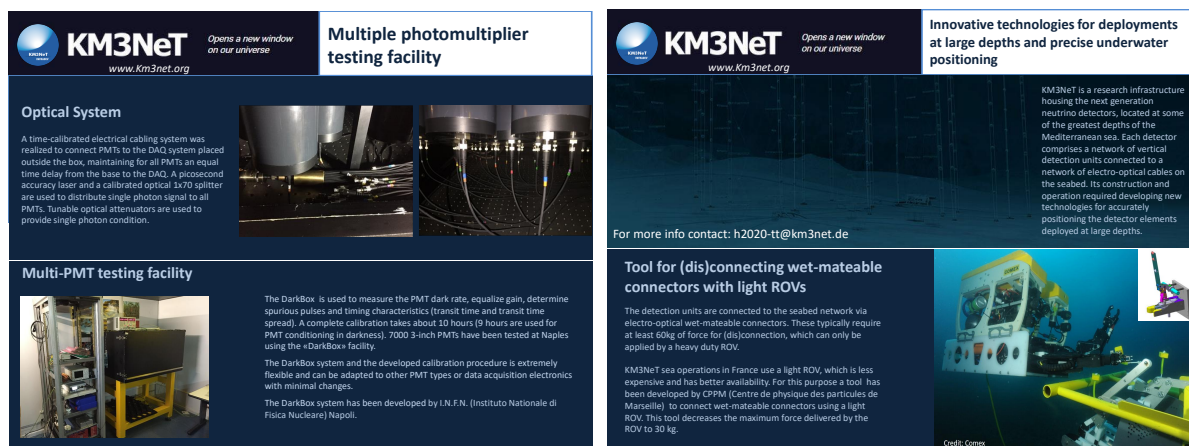 KM3NeT
KM3NeT
Opens a new window
on our universe
www.Km3net.org
Multiple photomultiplier
testing facility
Optical System
A time-calibrated electrical cabling system was
realized to connect PMTs to the DAQ system placed
outside the box, maintaining for all PMTs an equal
time delay from the base to the DAQ. A picosecond
accuracy laser and a calibrated optical 1x70 splitter
are used to distribute single photon signal to all
PMTs. Tunable optical attenuators are used to
provide single photon condition.
Multi-PMT testing facility
The DarkBox is used to measure the PMT dark rate, equalize gain, determine
spurious pulses and timing characteristics (transit time and transit time
spread). A complete calibration takes about 10 hours (9 hours are used for
PMT conditioning in darkness). 7000 3-inch PMTs have been tested at Naples
using the «DarkBox» facility.
The DarkBox system and the developed calibration procedure is extremely
flexible and can be adapted to other PMT types or data acquisition electronics
with minimal changes.
The DarkBox system has been developed by I.N.F.N. (Instituto Nationale di
Fisica Nucleare) Napoli.
KM3NeT
KM3NeT
Opens a new window
on our universe
www.Km3net.org
Innovative technologies for deployments
at large depths and precise underwater
positioning
KM3NeT is a research infrastructure
housing the next generation
neutrino detectors, located at some
of the greatest depths of the
Mediterranean sea. Each detector
comprises a network of vertical
detection units connected to a
network of electro-optical cables on
the seabed. Its construction and
operation required developing new
technologies for accurately
positioning the detector elements
deployed at large depths.
For more info contact: h2020-tt@km3net.de
Tool for (dis)connecting wet-mateable
connectors with light ROVs
The detection units are connected to the seabed network via
electro-optical wet-mateable connectors. These typically require
at least 60kg of force for (dis)connection, which can only be
applied by a heavy duty ROV.
KM3NeT sea operations in France use a light ROV, which is less
expensive and has better availability. For this purpose a tool has
been developed by CPPM (Centre de physique des particules de
Marseille) to connect wet-mateable connectors using a light
ROV. This tool decreases the maximum force delivered by the
ROV to 30 kg.
COMEX
Credit: Comex